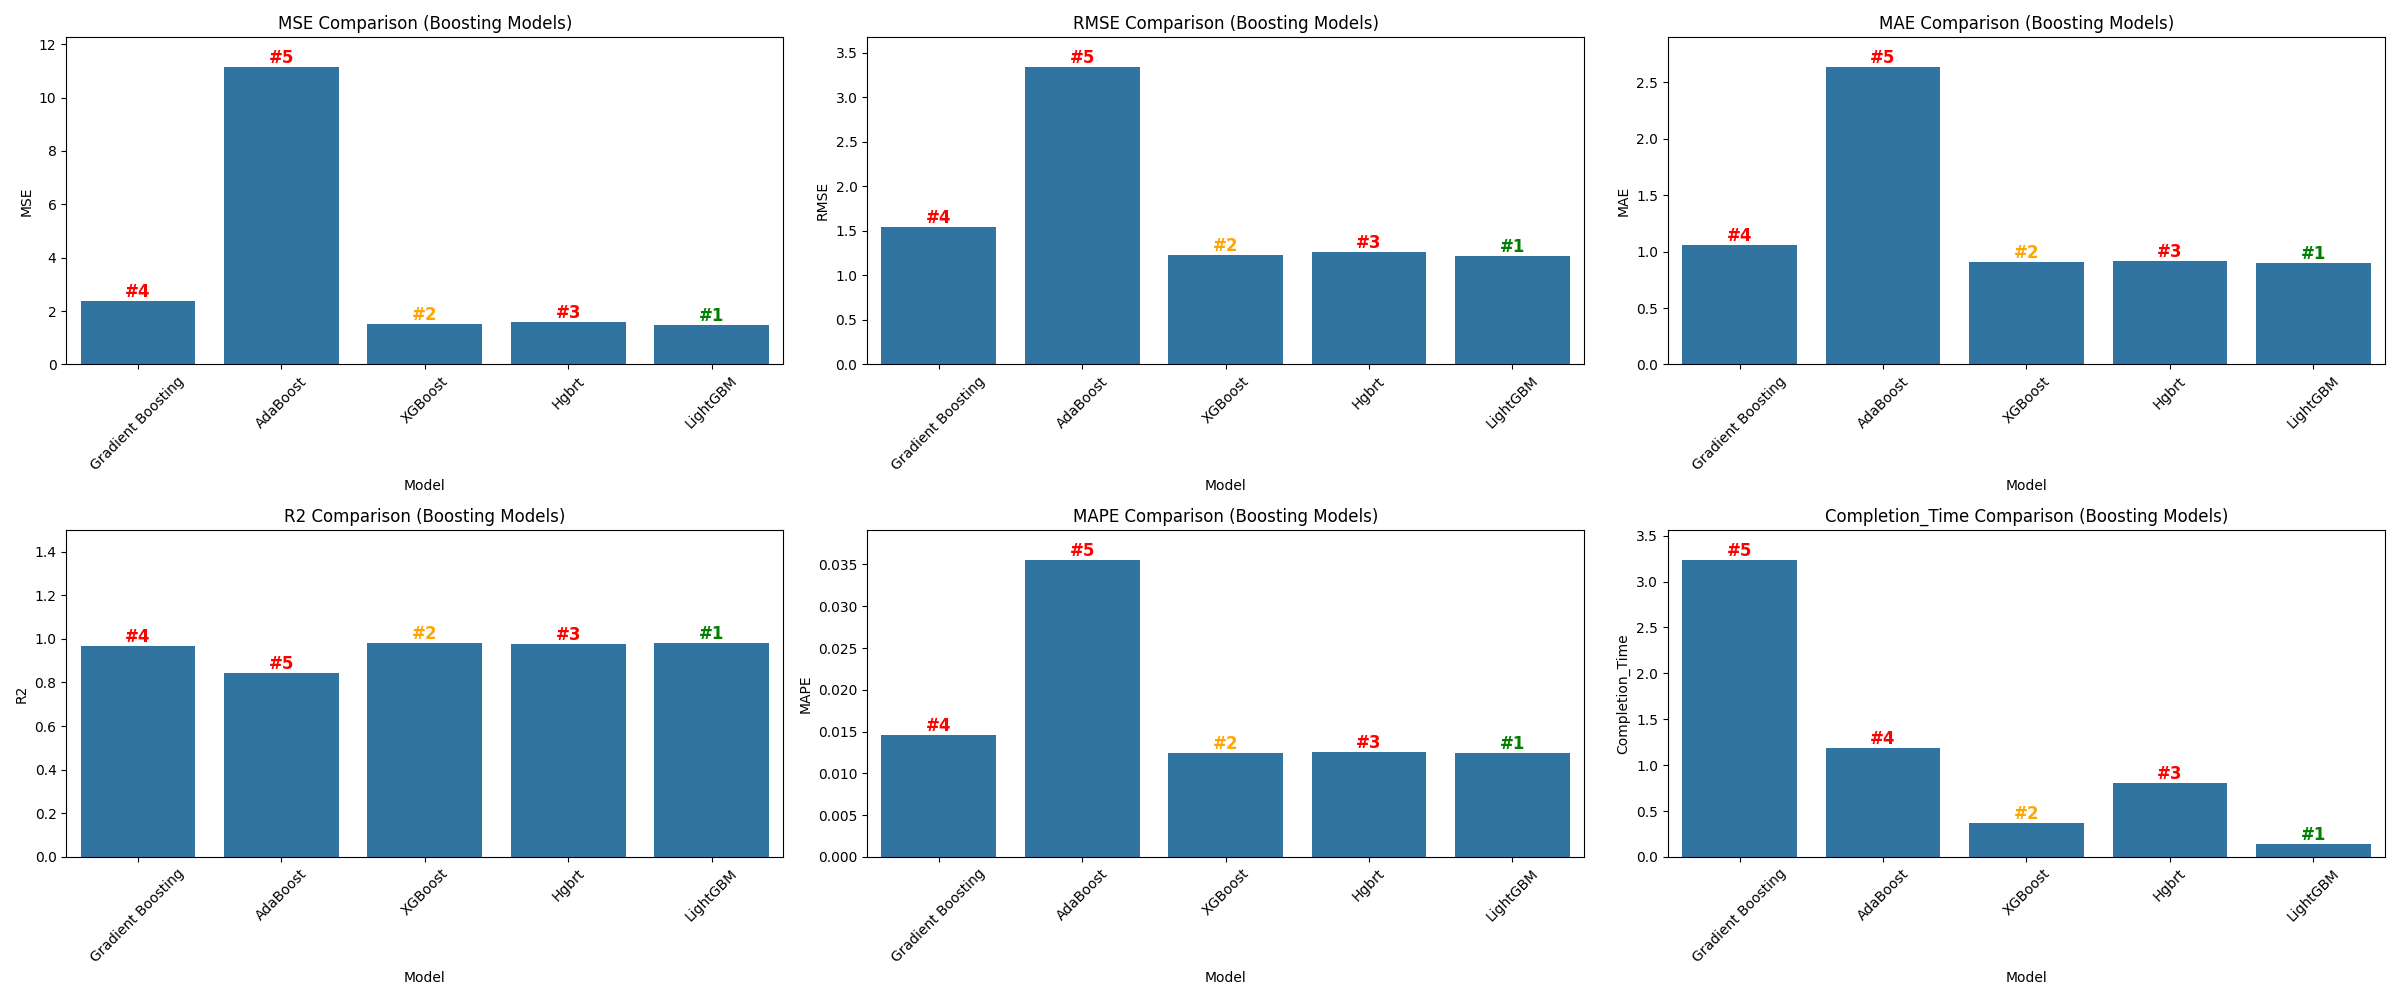 MSE Comparison (Boosting Models)
12
10
8
6
4
2
0
MSE
#4
#5
#2
#3
#1
Gradient Boosting
AdaBoost
XGBoost
Hgbrt
LightGBM
Model
RMSE Comparison (Boosting Models)
3.5
3.0
2.5
2.0
1.5
1.0
0.5
0.0
RMSE
#4
#5
#2
#3
#1
Gradient Boosting
AdaBoost
XGBoost
Hgbrt
LightGBM
Model
MAE Comparison (Boosting Models)
2.5
2.0
1.5
1.0
0.5
0.0
MAE
#4
#5
#2
#3
#1
Gradient Boosting
AdaBoost
XGBoost
Hgbrt
LightGBM
Model
R2 Comparison (Boosting Models)
1.4
1.2
1.0
0.8
0.6
0.4
0.2
0.0
R2
#4
#5
#2
#3
#1
Gradient Boosting
AdaBoost
XGBoost
Hgbrt
LightGBM
Model
MAPE Comparison (Boosting Models)
0.035
0.030
0.025
0.020
0.015
0.010
0.005
0.000
MAPE
#4
#5
#2
#3
#1
Gradient Boosting
AdaBoost
XGBoost
Hgbrt
LightGBM
Model
Completion_Time Comparison (Boosting Models)
3.5
3.0
2.5
2.0
1.5
1.0
0.5
0.0
Completion_Time
#5
#4
#2
#3
#1
Gradient Boosting
AdaBoost
XGBoost
Hgbrt
LightGBM
Model